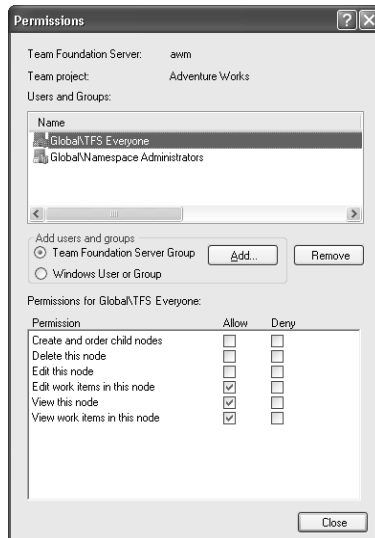 Permissions
Team Foundation Server: awm
Team project: Adventure Works
Users and Groups:
Name
Global\TFS Everyone
Global\Namespace Administrators
Add users and groups
Team Foundation Server Group
Add...
Remove
Windows User or Group
Permissions for Global\TFS Everyone:
Permission Allow Deny
Create and order child nodes
Delete this node
Edit this node
Edit work items in this node
View this node
View work items in this node
Close